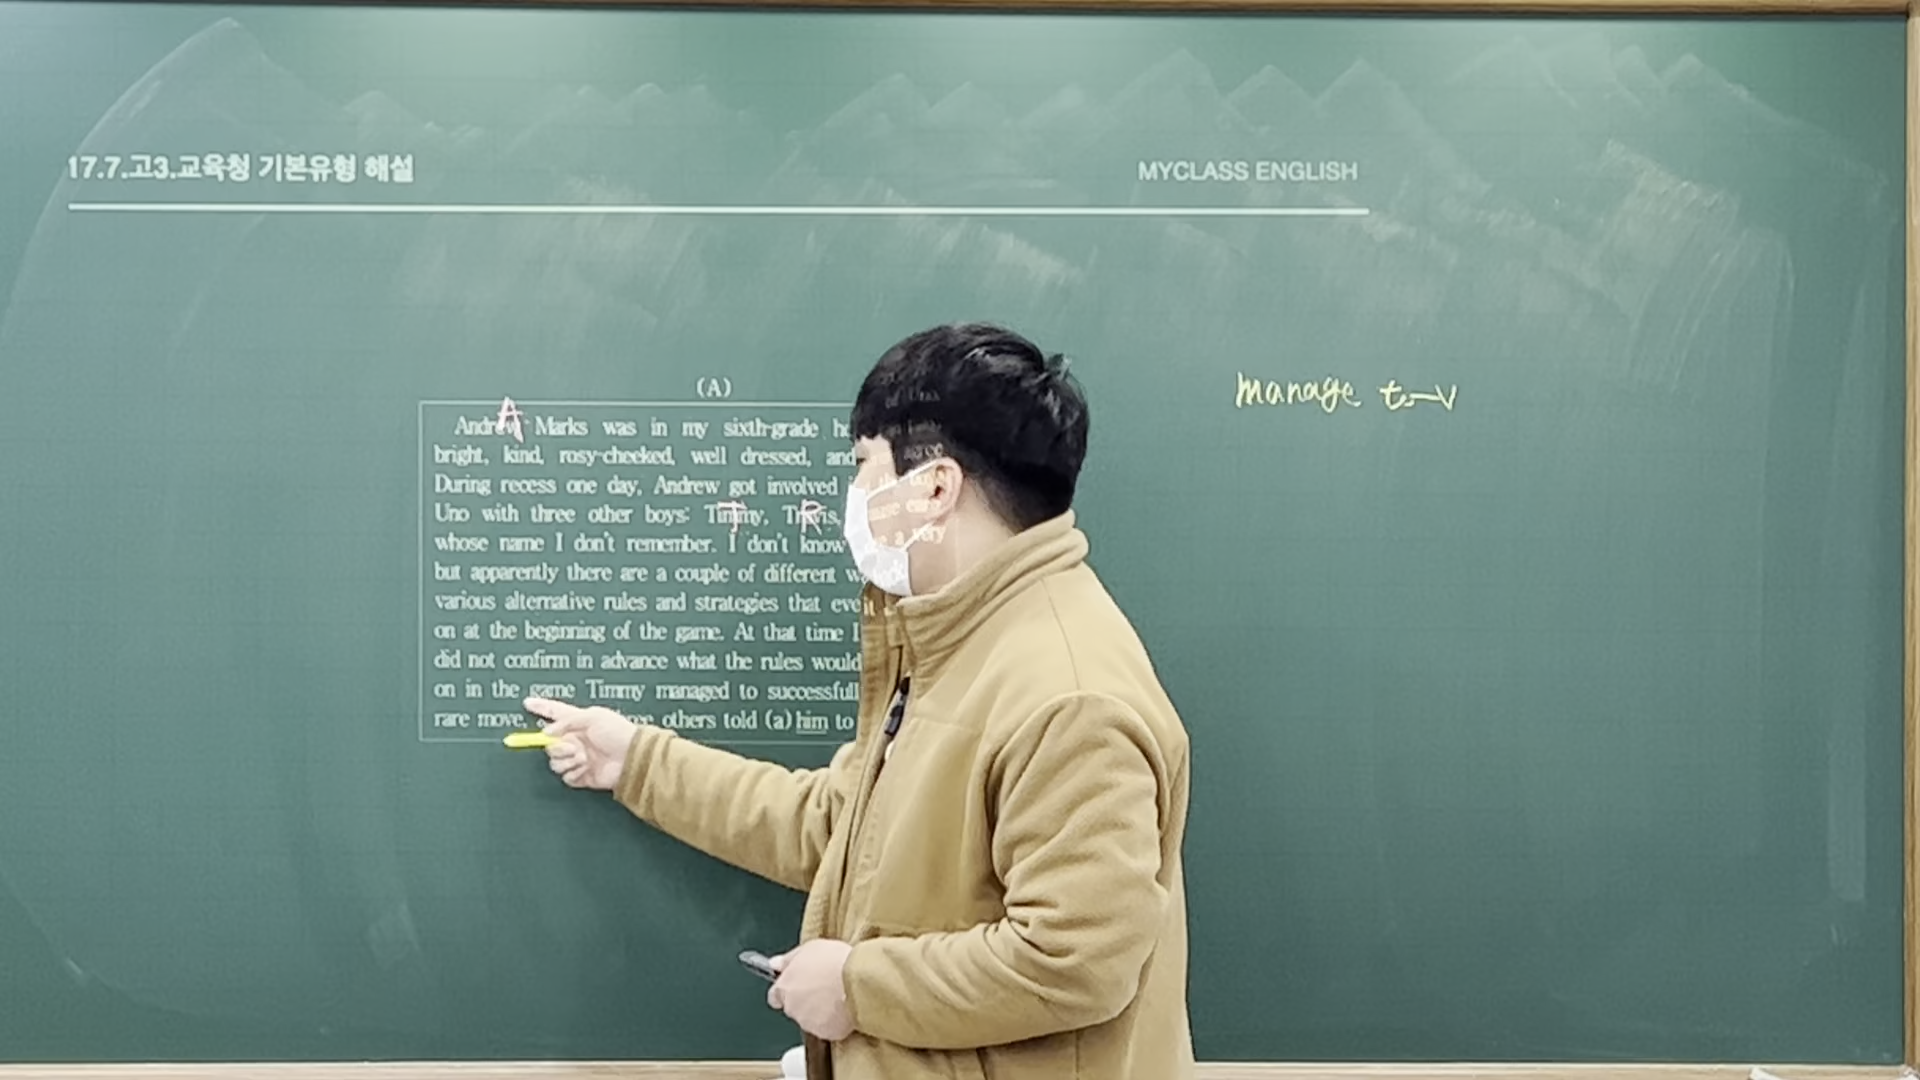 17.7.고3.교육청 기본유형 해설
MYCLASS ENGLISH
(A)
manage to-V
A
Andrew Marks was in my sixth-grade
bright, kind, rosy-cheeked, well dressed, and
During recess one day, Andrew got involved
T R
Uno with three other boys: Timmy, Travis,
whose name I don't remember. I don't know
but apparently there are a couple of different
various alternative rules and strategies that
on at the beginning of the game. At that time I
did not confirm in advance what the rules would
on in the game Timmy managed to
rare move, others told (a) him to